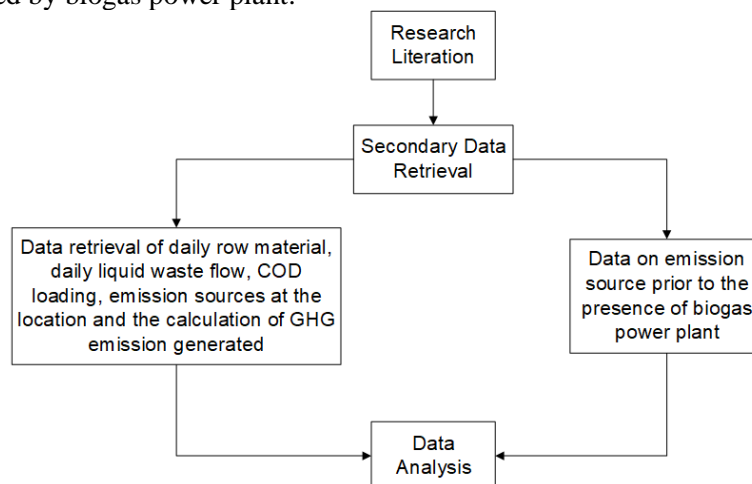 ed by biogas power plant.
Research
Literation
Secondary Data
Retrieval
Data retrieval of daily row material,
daily liquid waste flow, COD
loading, emission sources at the
location and the calculation of GHG
emission generated
Data on emission
source prior to the
presence of biogas
power plant
Data
Analysis